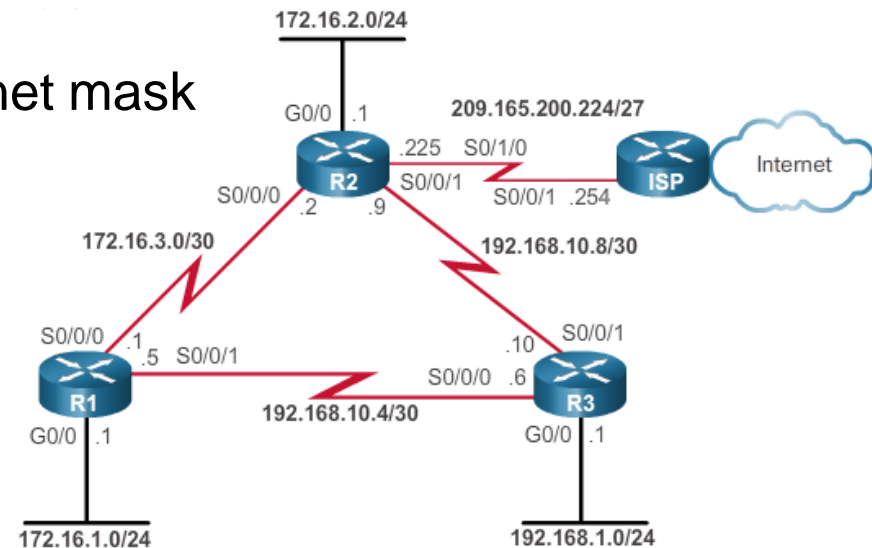 172.16.2.0/24
net mask
G0/0 .1
209.165.200.224/27
.225 S0/1/0
R2
ISP
Internet
S0/0/0
S0/0/1
S0/0/1 .254
.2
.9
172.16.3.0/30
192.168.10.8/30
S0/0/0 .1
.5 S0/0/1
.10 S0/0/1
S0/0/0 .6
R1
R3
192.168.10.4/30
G0/0 .1
G0/0 .1
172.16.1.0/24
192.168.1.0/24